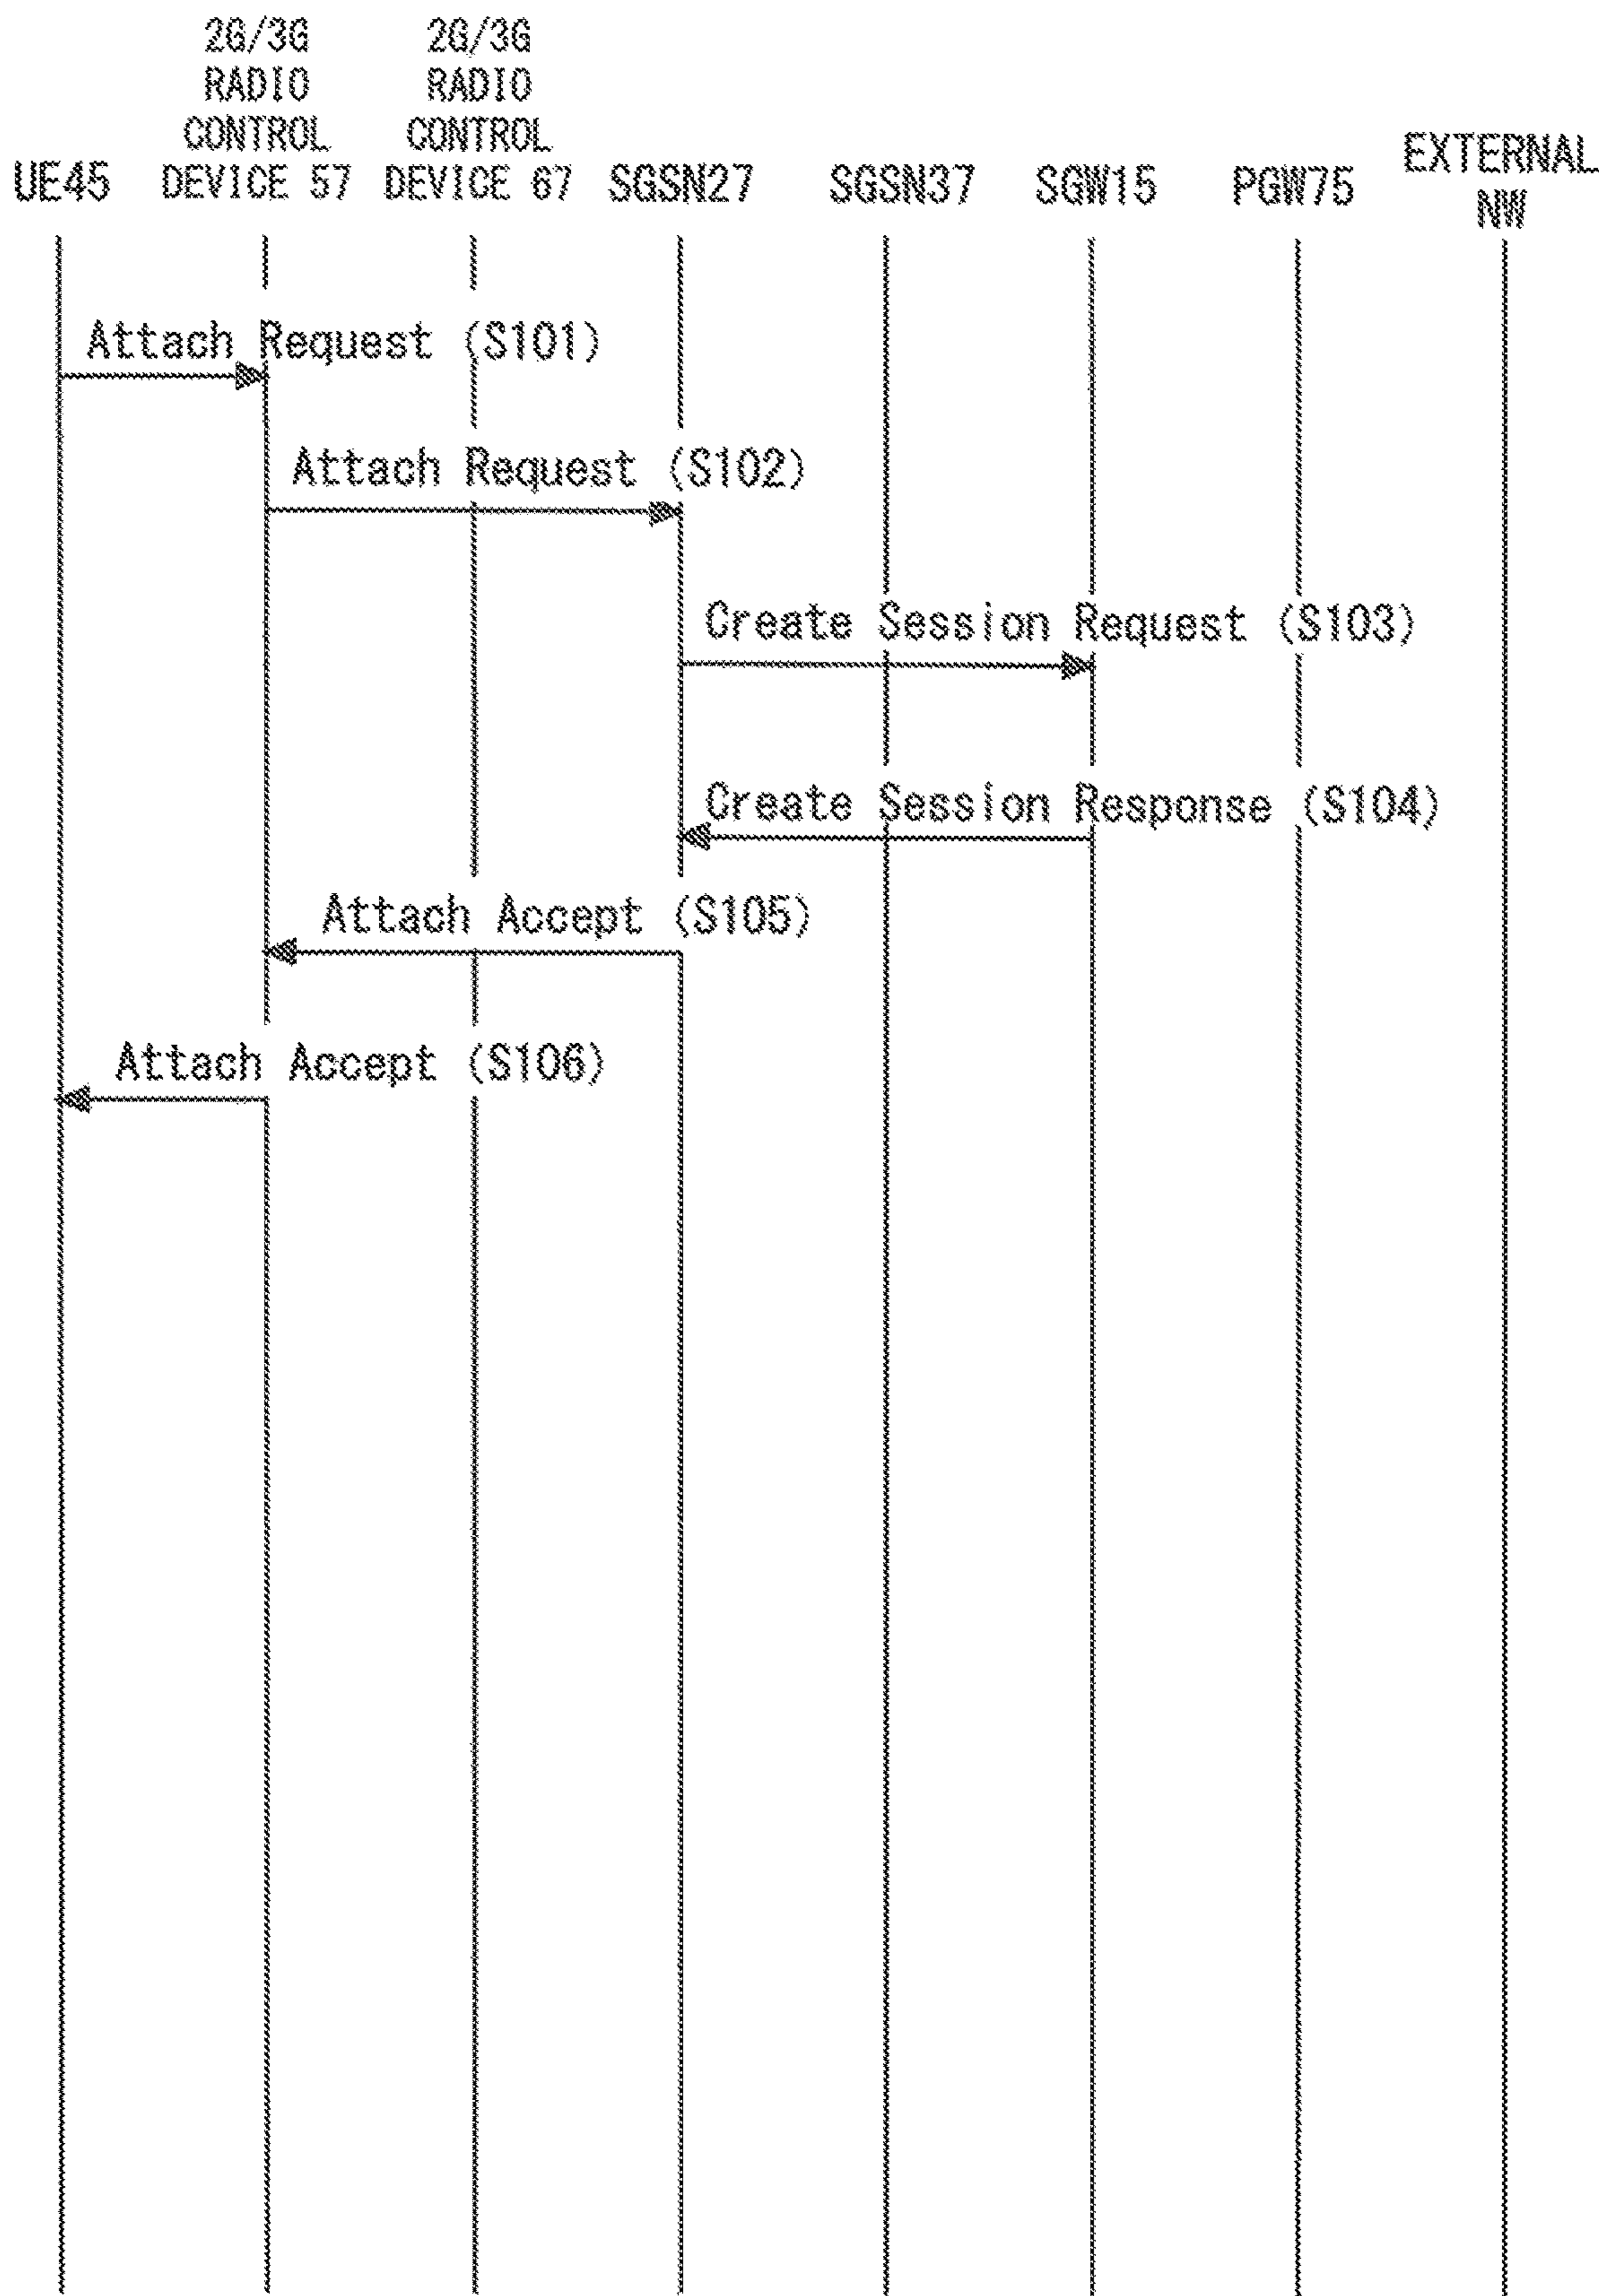 2G/3G
RADIO
CONTROL
DEVICE 57
2G/3G
RADIO
CONTROL
DEVICE 67
UE45
SGSN27
SGSN37
SGW15
PGW75
EXTERNAL
NW
Attach Request (S101)
Attach Request (S102)
Create Session Request (S103)
Create Session Response (S104)
Attach Accept (S105)
Attach Accept (S106)